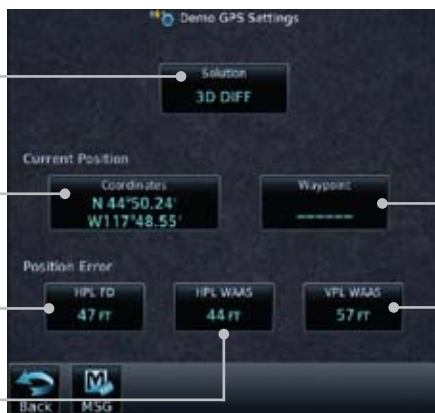 Demo GPS Settings
Solution
3D DIFF
Current Position
Coordinates
N 44°50.24'
W117°48.55'
Waypoint
______
Position Error
HPL FD
47 FT
HPL WAAS
44 FT
VPL WAAS
57 FT
Back
MSG